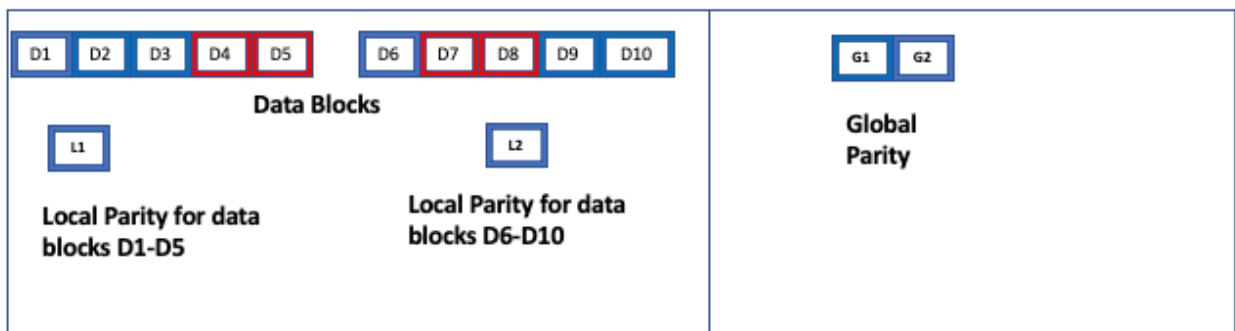 D1 D2 D3 D4 D5 D6 D7 D8 D9 D10
G1 G2
Data Blocks
Global
Parity
L1 L2
Local Parity for data
blocks D1-D5
Local Parity for data
blocks D6-D10